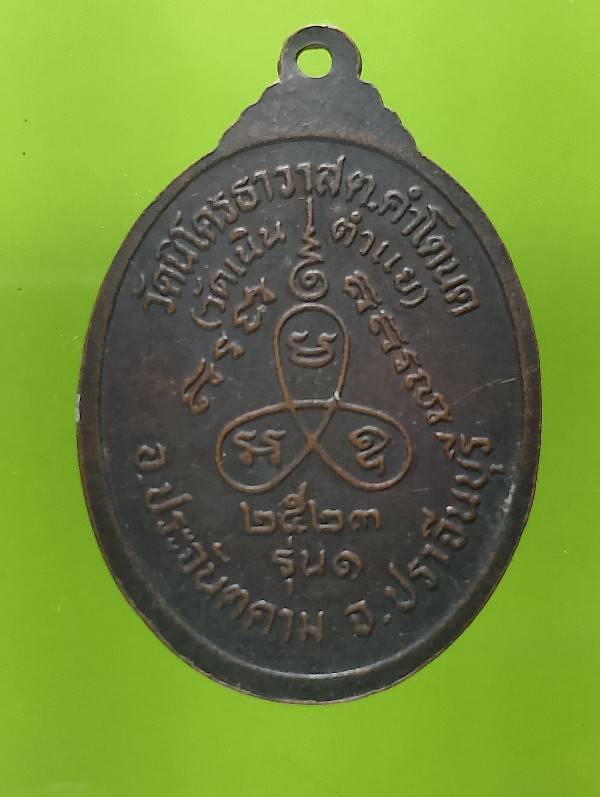 วัดนิโครธาวาส ต.คำโตนด
(วัดเนิน ตำแย)
๒๕๒๓
รุ่น๑
อ.ประจันตคาม จ.ปราจีนบุรี